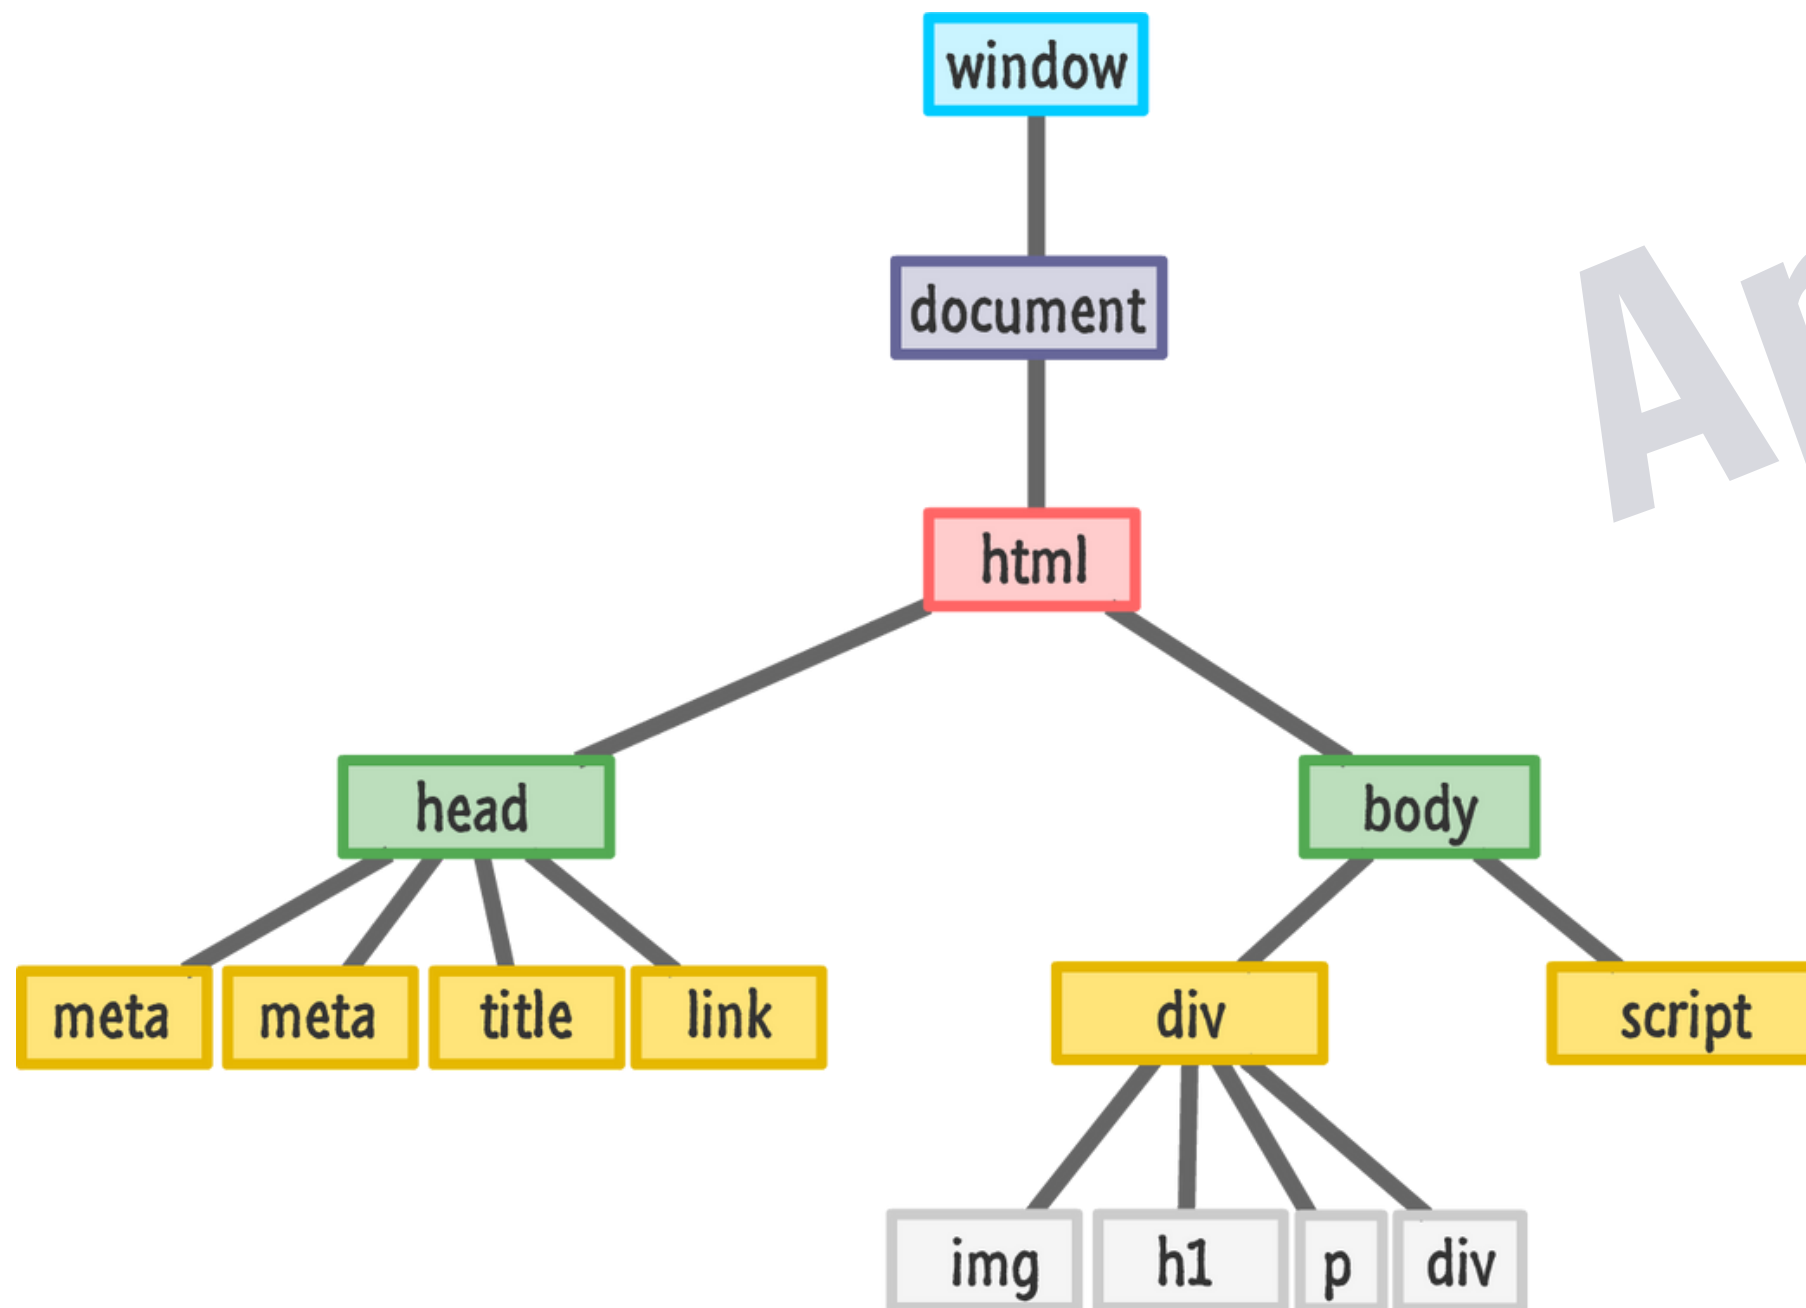 window
document
html
head body
meta meta title link div script
img h1 p div